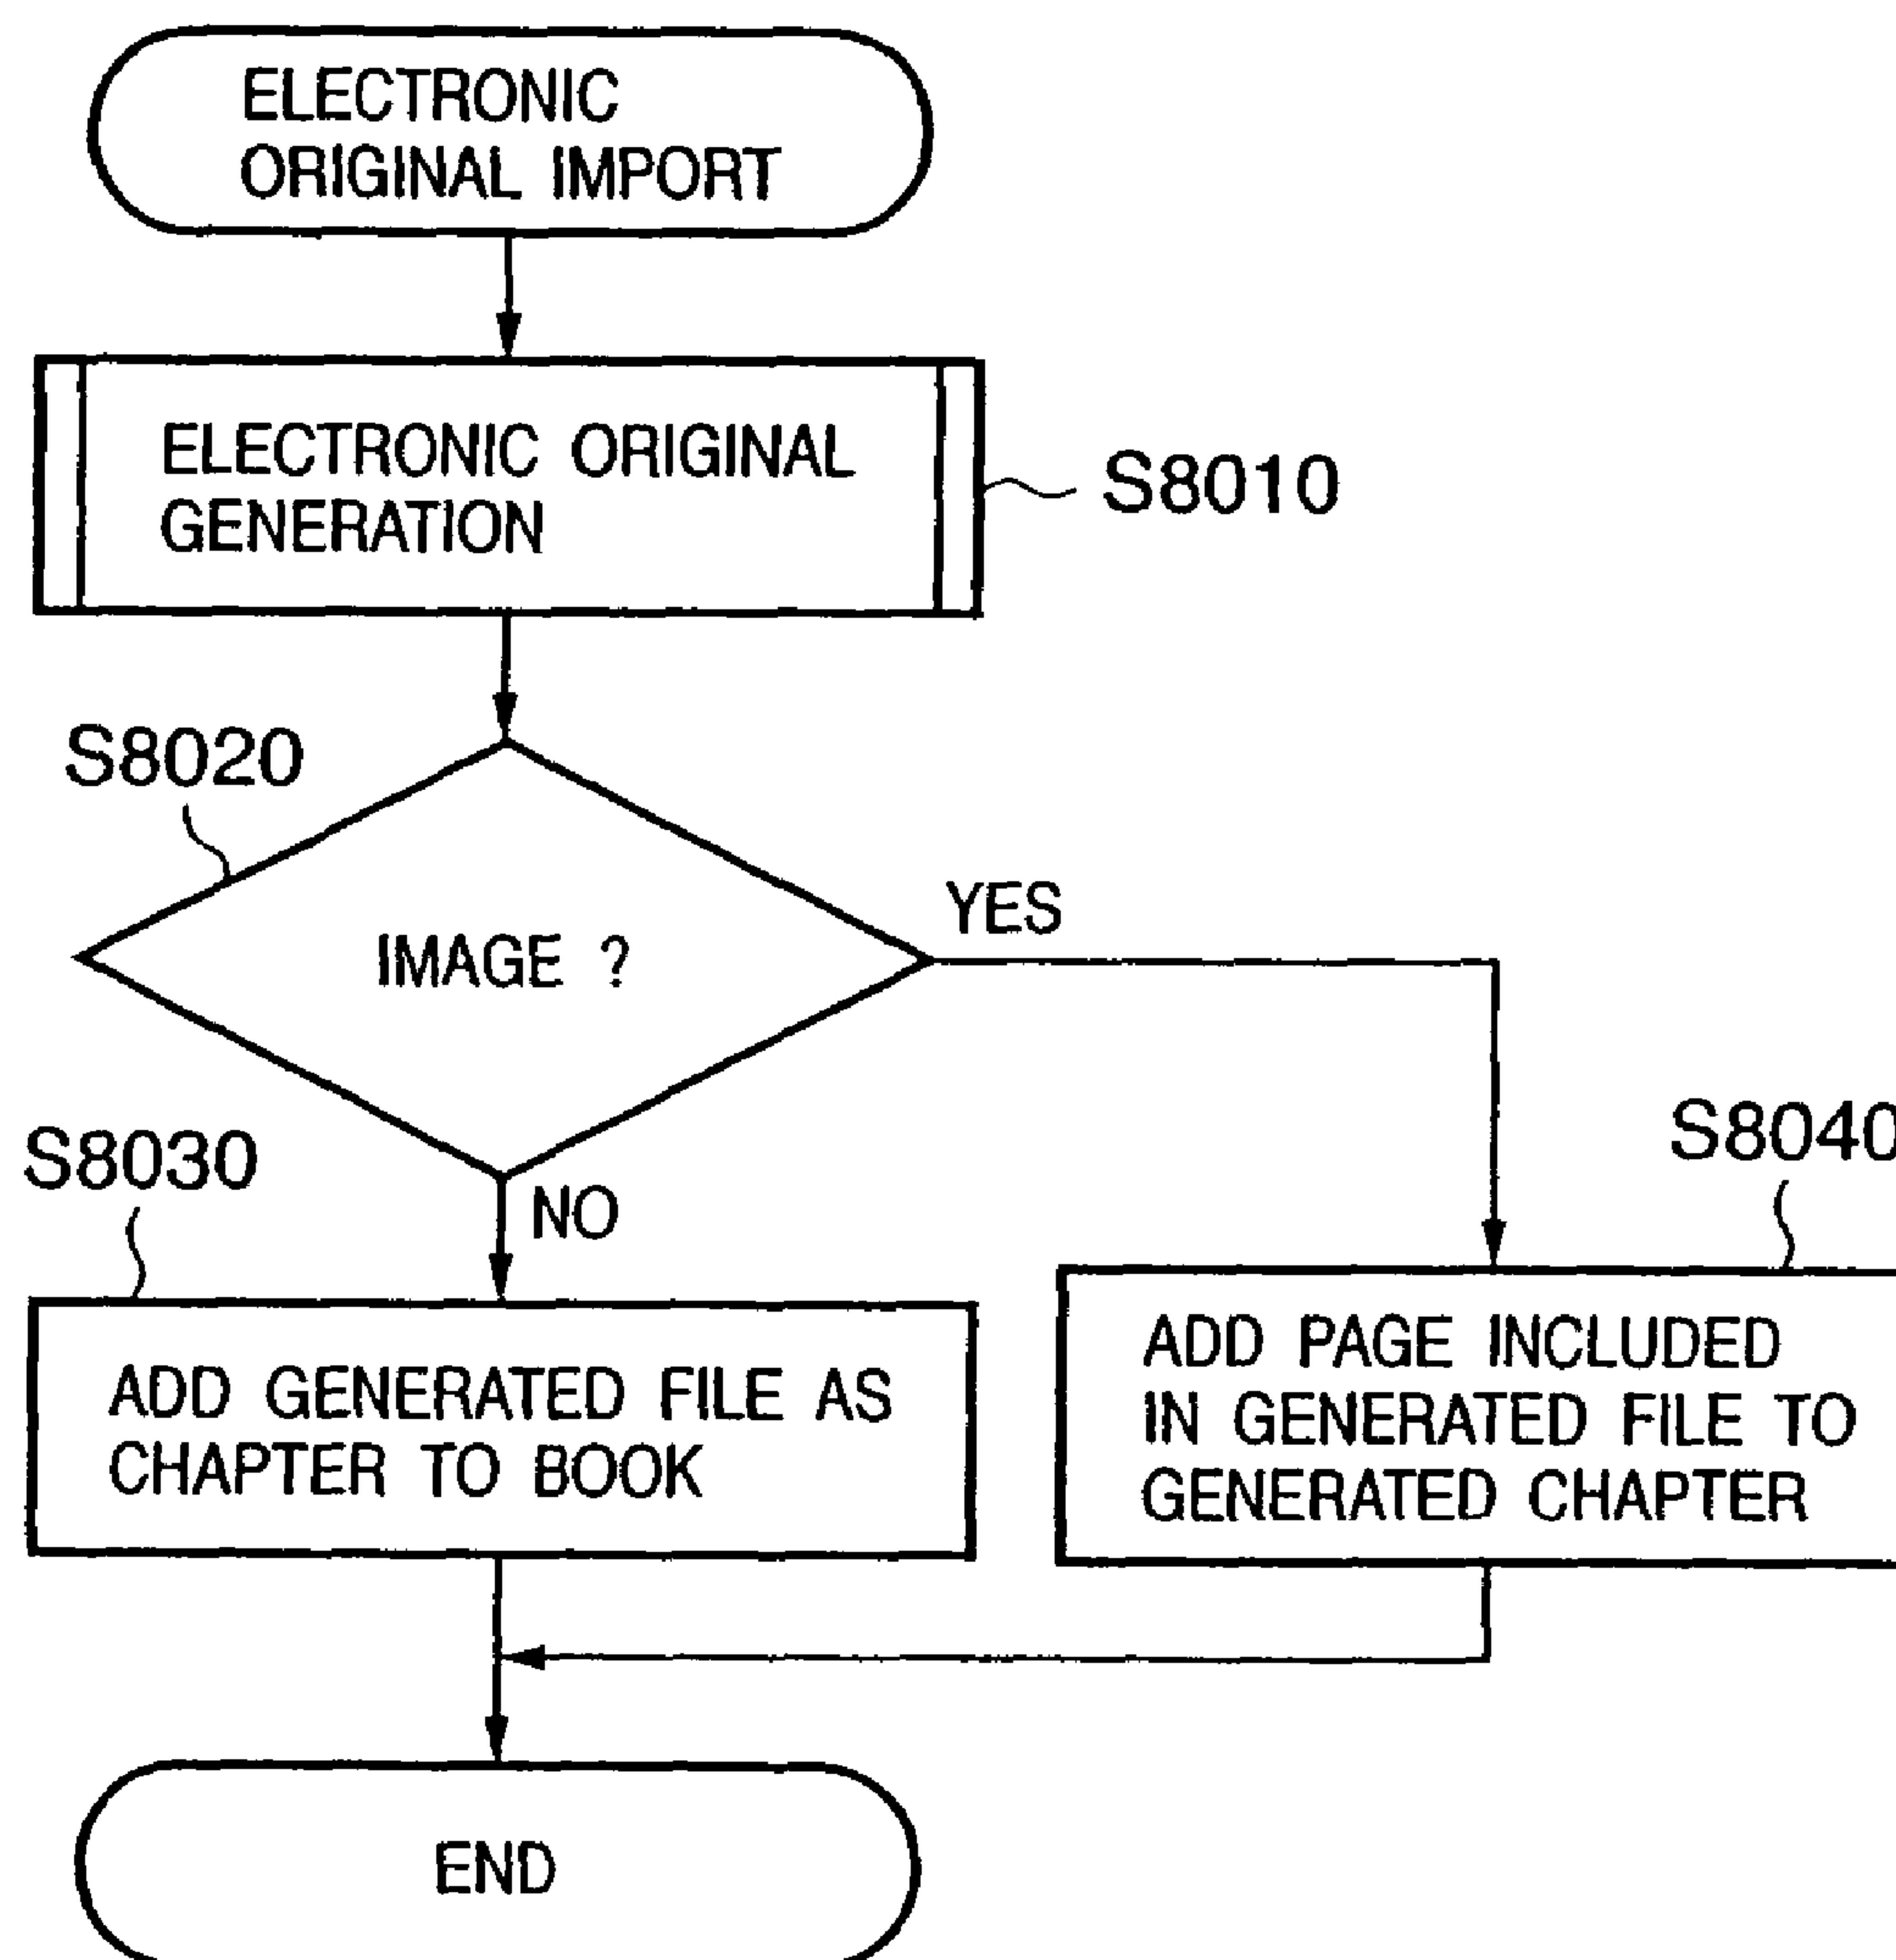 ELECTRONIC
ORIGINAL IMPORT
ELECTRONIC ORIGINAL
GENERATION
S8010
S8020
IMAGE ?
YES
NO
S8030
ADD GENERATED FILE AS
CHAPTER TO BOOK
S8040
ADD PAGE INCLUDED
IN GENERATED FILE TO
GENERATED CHAPTER
END